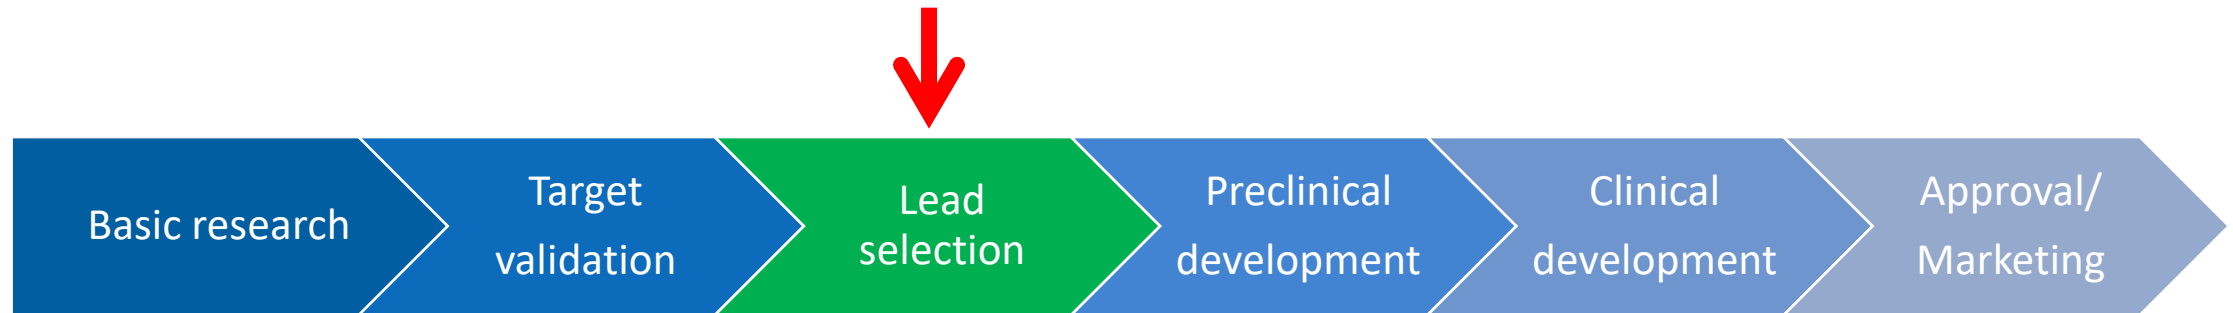 Basic research
Target
validation
Lead
selection
Preclinical
development
Clinical
development
Approval/
Marketing